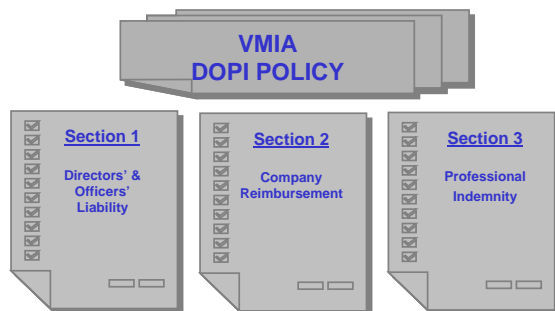 VMIA
DOPI POLICY
Section 1
Directors' &
Officers'
Liability
Section 2
Company
Reimbursement
Section 3
Professional
Indemnity